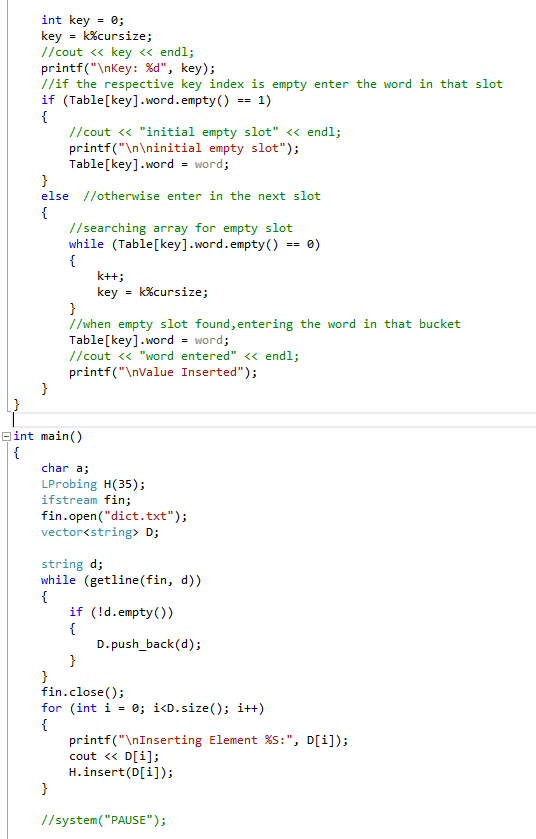 int key = 0;
key = k%cursize;
//cout << key << endl;
printf("\nKey: %d", key);
//if the respective key index is empty enter the word in that slot
if (Table[key].word.empty() == 1)
{
//cout << "initial empty slot" << endl;
printf("\n\ninitial empty slot");
Table[key].word = word;
}
else  //otherwise enter in the next slot
{
//searching array for empty slot
while (Table[key].word.empty() == 0)
{
k++;
key = k%cursize;
}
//when empty slot found,entering the word in that bucket
Table[key].word = word;
//cout << "word entered" << endl;
printf("\nValue Inserted");
}
}
int main()
{
char a;
LProbing H(35);
ifstream fin;
fin.open("dict.txt");
vector<string> D;
string d;
while (getline(fin, d))
{
if (!d.empty())
{
D.push_back(d);
}
}
fin.close();
for (int i = 0; i<D.size(); i++)
{
printf("\nInserting Element %S:", D[i]);
cout << D[i];
H.insert(D[i]);
}
//system("PAUSE");